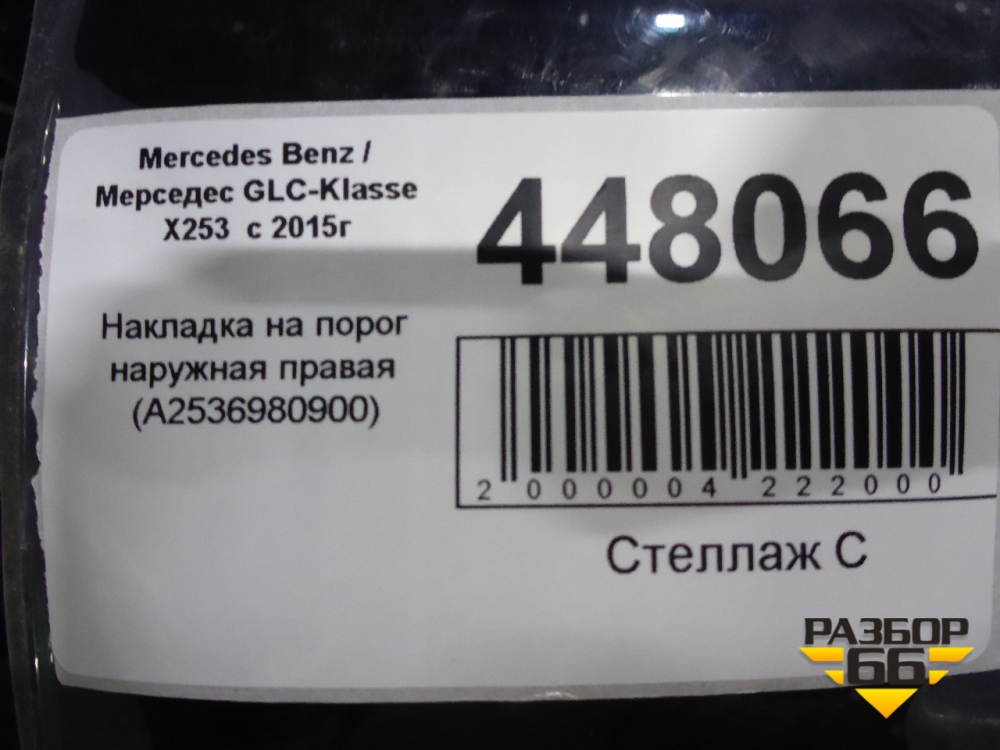 Mercedes Benz /
Мерседес GLC-Klasse
X253 с 2015г
448066
Накладка на порог
наружная правая
(A2536980900)
2 000004 222000
Стеллаж С
РАЗБОР
66